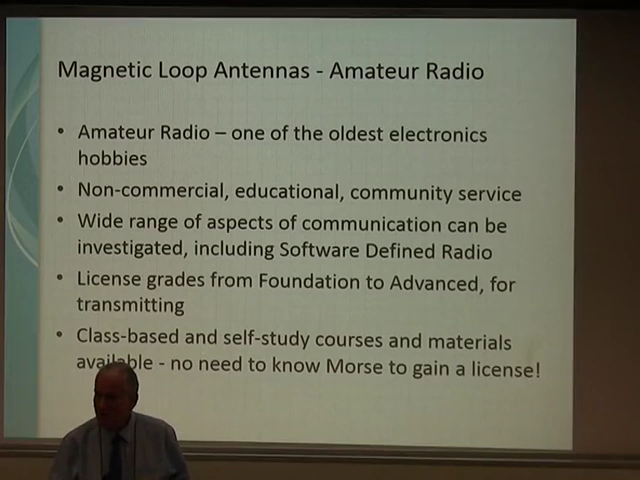 Magnetic Loop Antennas - Amateur Radio
• Amateur Radio – one of the oldest electronics
hobbies
• Non-commercial, educational, community service
• Wide range of aspects of communication can be
investigated, including Software Defined Radio
• License grades from Foundation to Advanced, for
transmitting
• Class-based and self-study courses and materials
available - no need to know Morse to gain a license!